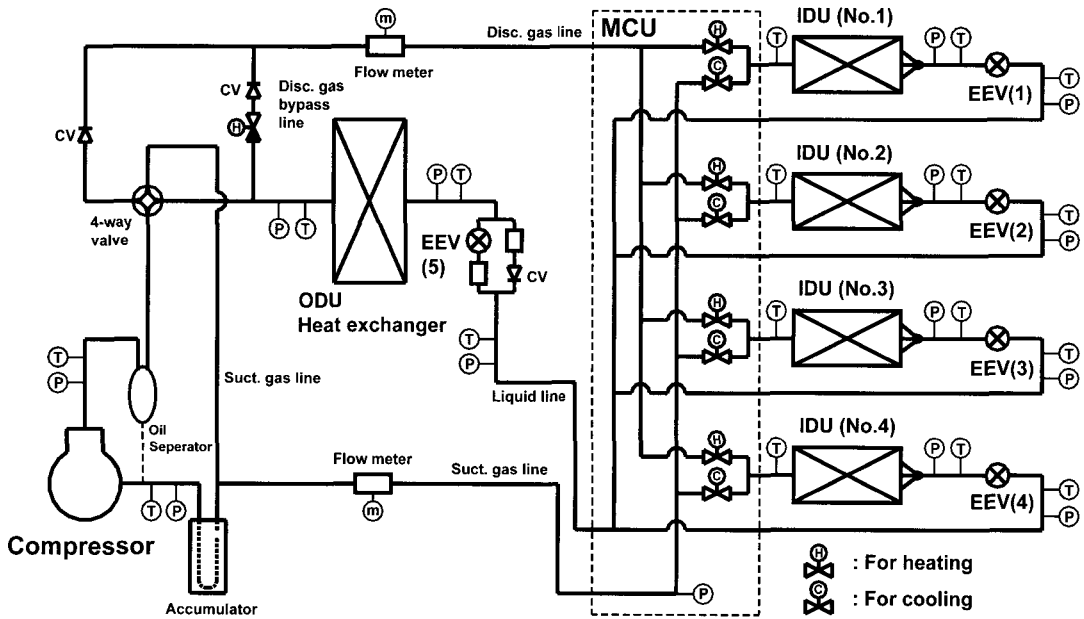 m
Flow meter
Disc. gas line
MCU
H
C
T
IDU (No.1)
P T
EEV(1)
T
P
CV
Disc. gas
bypass
line
H
CV
4-way
valve
P T
ODU
Heat exchanger
P T
EEV
(5)
CV
T
P
Liquid line
H
C
T
IDU (No.2)
P T
EEV(2)
T
P
H
C
T
IDU (No.3)
P T
EEV(3)
T
P
H
C
T
IDU (No.4)
P T
EEV(4)
T
P
T
P
Oil
Seperator
Suct. gas line
Flow meter
m
Suct. gas line
T P
Compressor
Accumulator
P
H : For heating
C : For cooling